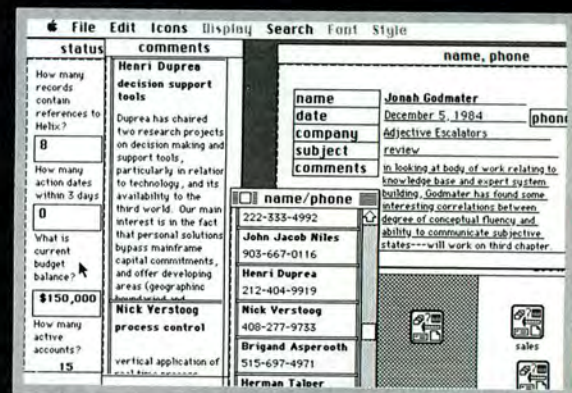 File Edit Icons Display Search Font Style
status
How many
records
contain
references to
Helix?
8
How many
action dates
within 3 days
0
What is
current
budget
balance?
$150,000
How many
active
accounts?
15
comments
Henri Duprea
decision support
tools
Duprea has chaired
two research projects
on decision making and
support tools,
particularly in relation
to technology, and its
availability to the
third world. Our main
interest is in the fact
that personal solutions
bypass mainframe
capital commitments,
and offer developing
areas (geographinc
Nick Verstoog
process control
vertical application of
name, phone
name Jonah Godmater
date December 5, 1984 phon
company Adjective Escalators
subject review
comments in looking at body of work relating to
knowledge base and expert system
building, Godmater has found some
interesting correlations between
degree of conceptual fluency and
ability to communicate subjective
states---will work on third chapter.
name/phone
222-333-4992
John Jacob Niles
903-667-0116
Henri Duprea
212-404-9919
Nick Verstoog
408-277-9733
Brigand Asperooth
515-697-4971
Herman Talper
sales